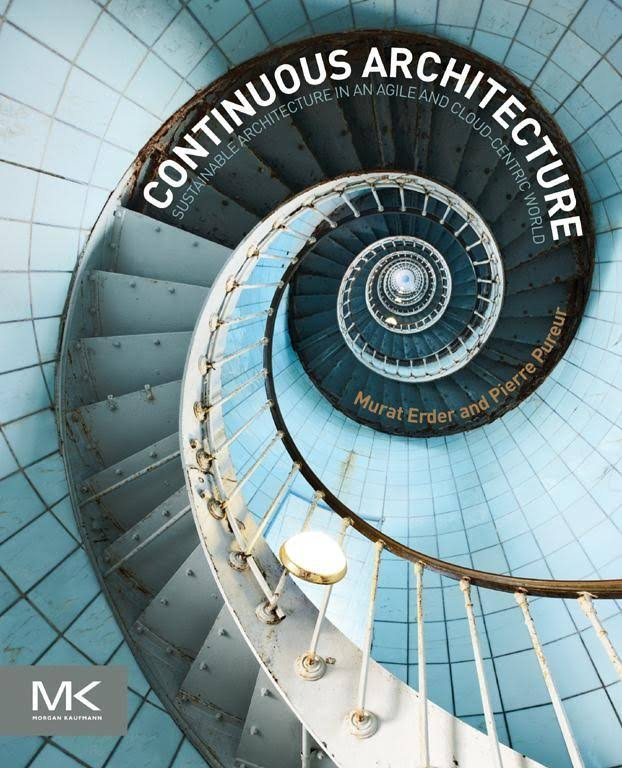 CONTINUOUS ARCHITECTURE
SUSTAINABLE ARCHITECTURE IN AN AGILE AND CLOUD-CENTRIC WORLD
Murat Erder and Pierre Pureur
MK
MORGAN KAUFMANN